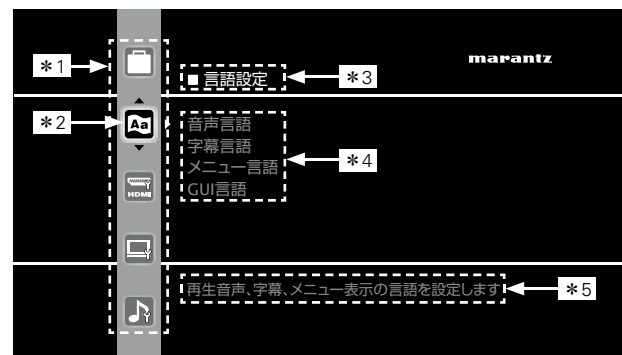 marantz
✻1
■ 言語設定
✻3
✻2
Aa
音声言語
字幕言語
メニュー言語
GUI言語
✻4
HDMI
再生音声、字幕、メニュー表示の言語を設定します
✻5